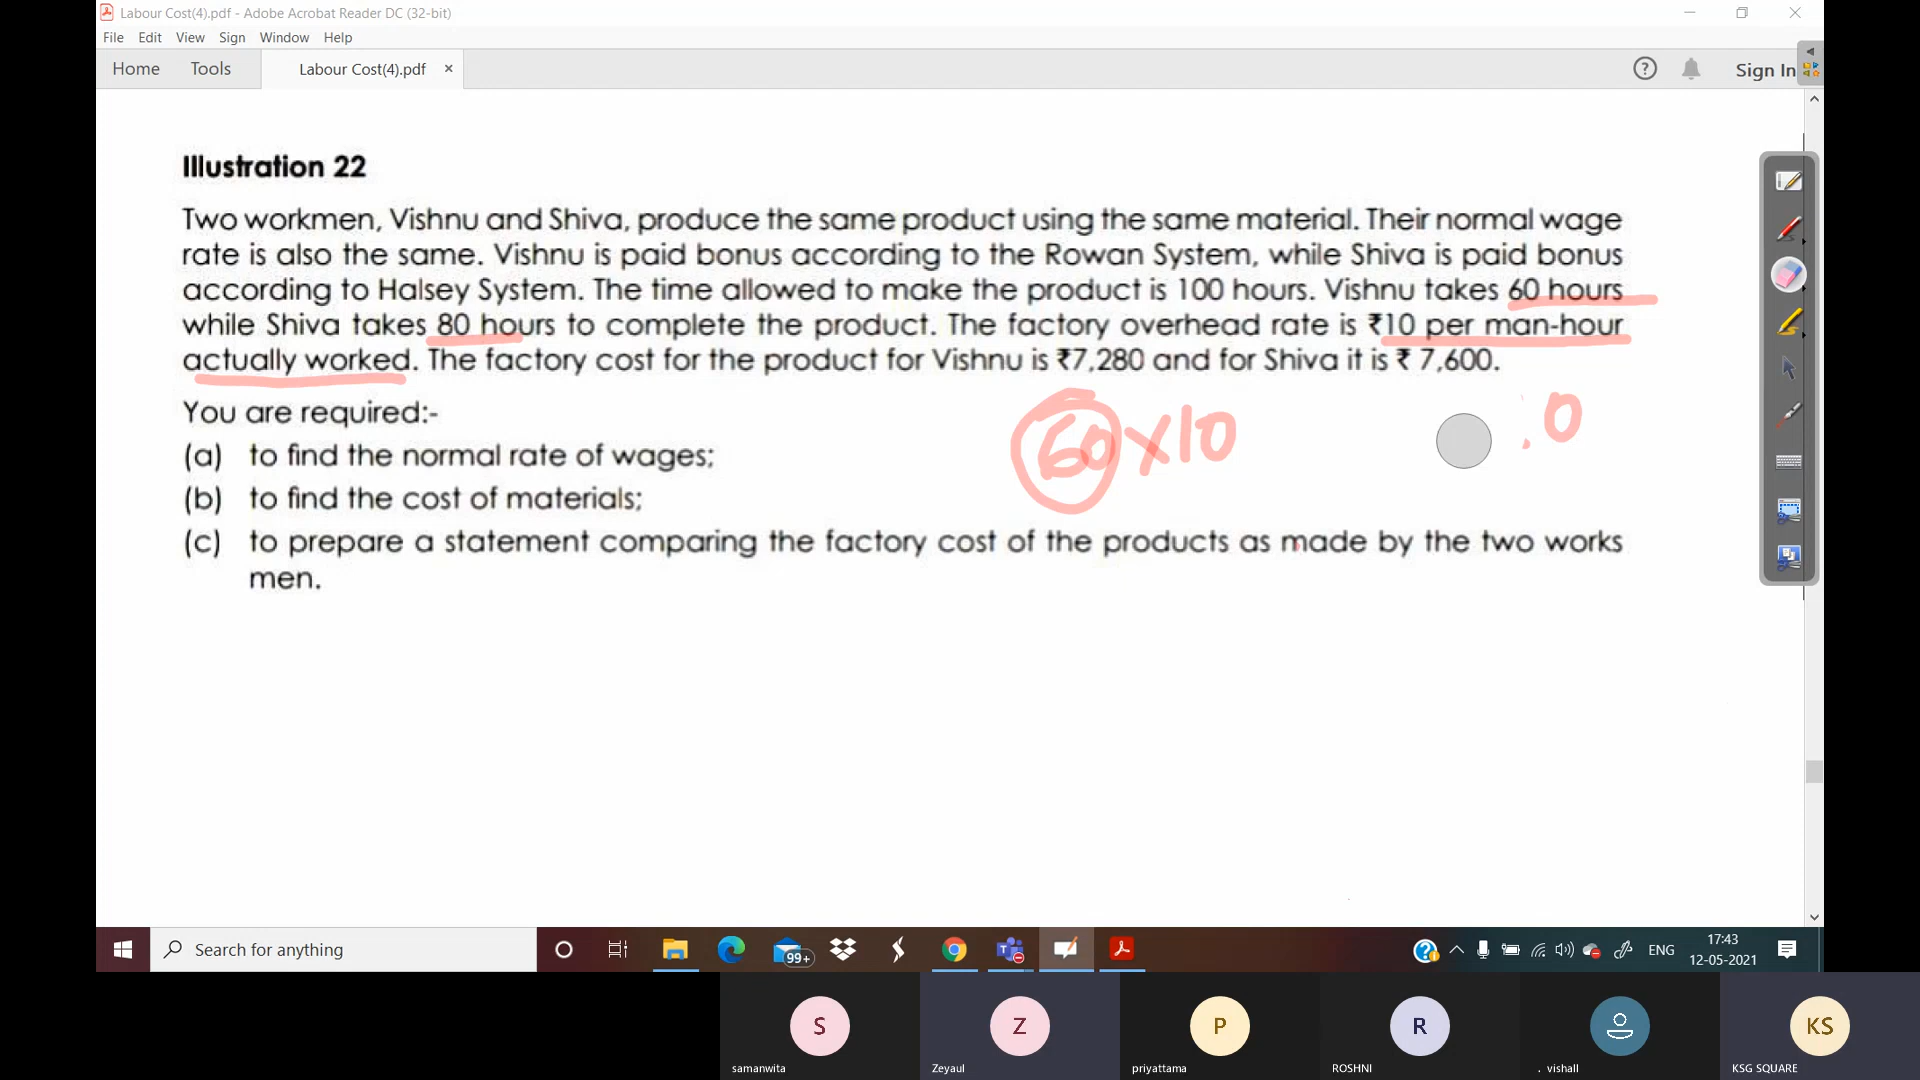 Labour Cost(4).pdf - Adobe Acrobat Reader DC (32-bit)
File Edit View Sign Window Help
Home Tools Labour Cost(4).pdf × ? Sign In
Illustration 22
Two workmen, Vishnu and Shiva, produce the same product using the same material. Their normal wage
rate is also the same. Vishnu is paid bonus according to the Rowan System, while Shiva is paid bonus
according to Halsey System. The time allowed to make the product is 100 hours. Vishnu takes 60 hours
while Shiva takes 80 hours to complete the product. The factory overhead rate is ₹10 per man-hour
actually worked. The factory cost for the product for Vishnu is ₹7,280 and for Shiva it is ₹ 7,600.
You are required:-
60 X 10
0
(a) to find the normal rate of wages;
(b) to find the cost of materials;
(c) to prepare a statement comparing the factory cost of the products as made by the two works
men.
Search for anything
99+
ENG
17:43
12-05-2021
S Z P R KS
samanwita Zeyaul priyattama ROSHNI . vishall KSG SQUARE